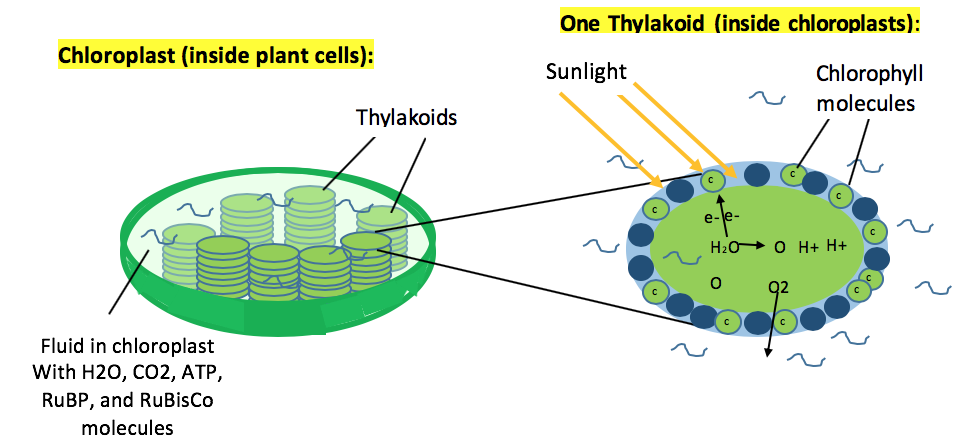 One Thylakoid (inside chloroplasts):
Chloroplast (inside plant cells):
Sunlight
Chlorophyll
molecules
Thylakoids
c
c
c
c
e- e-
c
H₂O O H+ H+
O O2
c
c
c
c
c
Fluid in chloroplast
With H2O, CO2, ATP,
RuBP, and RuBisCo
molecules